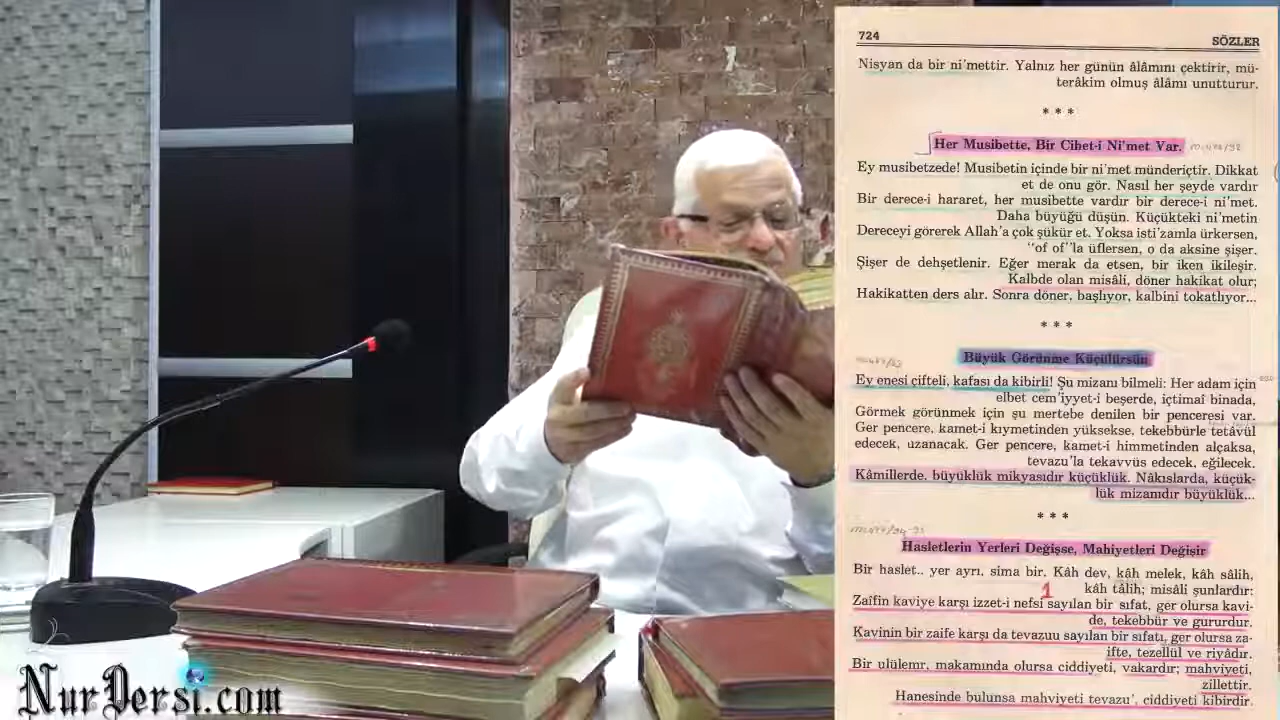 724
SÖZLER
Nisyan da bir ni'mettir. Yalnız her günün âlâmını çektirir, mü-
terâkim olmuş âlâmı unutturur.
* * *
Her Musibette, Bir Cihet-i Ni'met Var.
Ey musibetzede! Musibetin içinde bir ni'met münderiçtir. Dikkat
et de onu gör. Nasıl her şeyde vardır
Bir derece-i hararet, her musibette vardır bir derece-i ni'met.
Daha büyüğü düşün. Küçükteki ni'metin
Dereceyi görerek Allah'a çok şükür et. Yoksa isti'zamla ürkersen,
"of of"la üflersen, o da aksine şişer.
Şişer de dehşetlenir. Eğer merak da etsen, bir iken ikileşir.
Kalbde olan misâli, döner hakikat olur;
Hakikatten ders alır. Sonra döner, başlıyor, kalbini tokatlıyor...
* * *
Büyük Görünme Küçülürsün
Ey enesi çifteli, kafası da kibirli! Şu mizanı bilmeli: Her adam için
elbet cem'iyyet-i beşerde, içtimaî binada,
Görmek görünmek için şu mertebe denilen bir penceresi var.
Ger pencere, kamet-i kıymetinden yüksekse, tekebbürle tetâvül
edecek, uzanacak. Ger pencere, kamet-i himmetinden alçaksa,
tevazu'la tekavvüs edecek, eğilecek.
Kâmillerde, büyüklük mikyasıdır küçüklük. Nâkıslarda, küçük-
lük mizanıdır büyüklük...
* * *
Hasletlerin Yerleri Değişse, Mahiyetleri Değişir
Bir haslet.. yer ayrı, sima bir. Kâh dev, kâh melek, kâh sâlih,
kâh tâlih; misâli şunlardır:
1
Zaîfin kaviye karşı izzet-i nefsi sayılan bir sıfat, ger olursa kavi-
de, tekebbür ve gururdur.
Kavinin bir zaife karşı da tevazuu sayılan bir sıfatı, ger olursa za-
ifte, tezellül ve riyâdır.
Bir ulülemr, makamında olursa ciddiyeti, vakardır; mahviyeti,
zillettir.
Hanesinde bulunsa mahviyeti tevazu', ciddiyeti kibirdir.
NurDersi.com